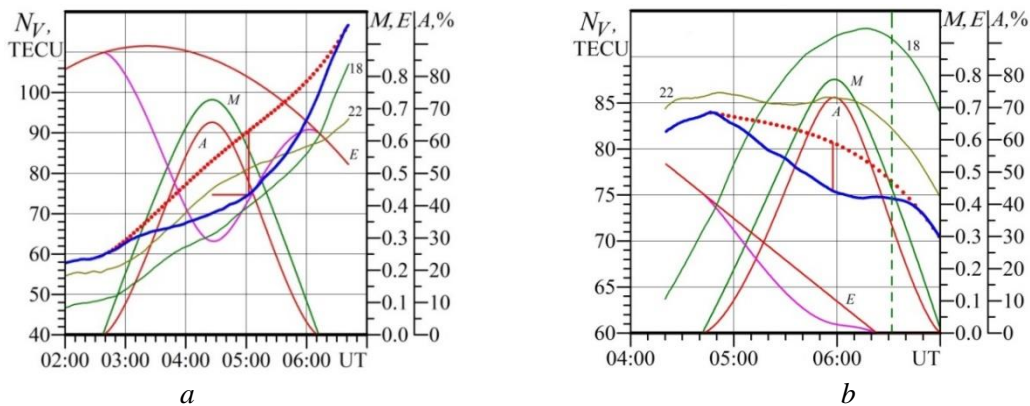 N_V,
TECU
M, E A, %
100
90
80
70
60
50
40
0.8 80
0.7 70
0.6 60
0.5 50
0.4 40
0.3 30
0.2 20
0.1 10
0.0 0
18
22
M
A
E
02:00 03:00 04:00 05:00 06:00 UT
a
N_V,
TECU
M, E A, %
85
80
75
70
65
60
0.8 80
0.7 70
0.6 60
0.5 50
0.4 40
0.3 30
0.2 20
0.1 10
0.0 0
18
22
M
A
E
04:00 05:00 06:00 UT
b